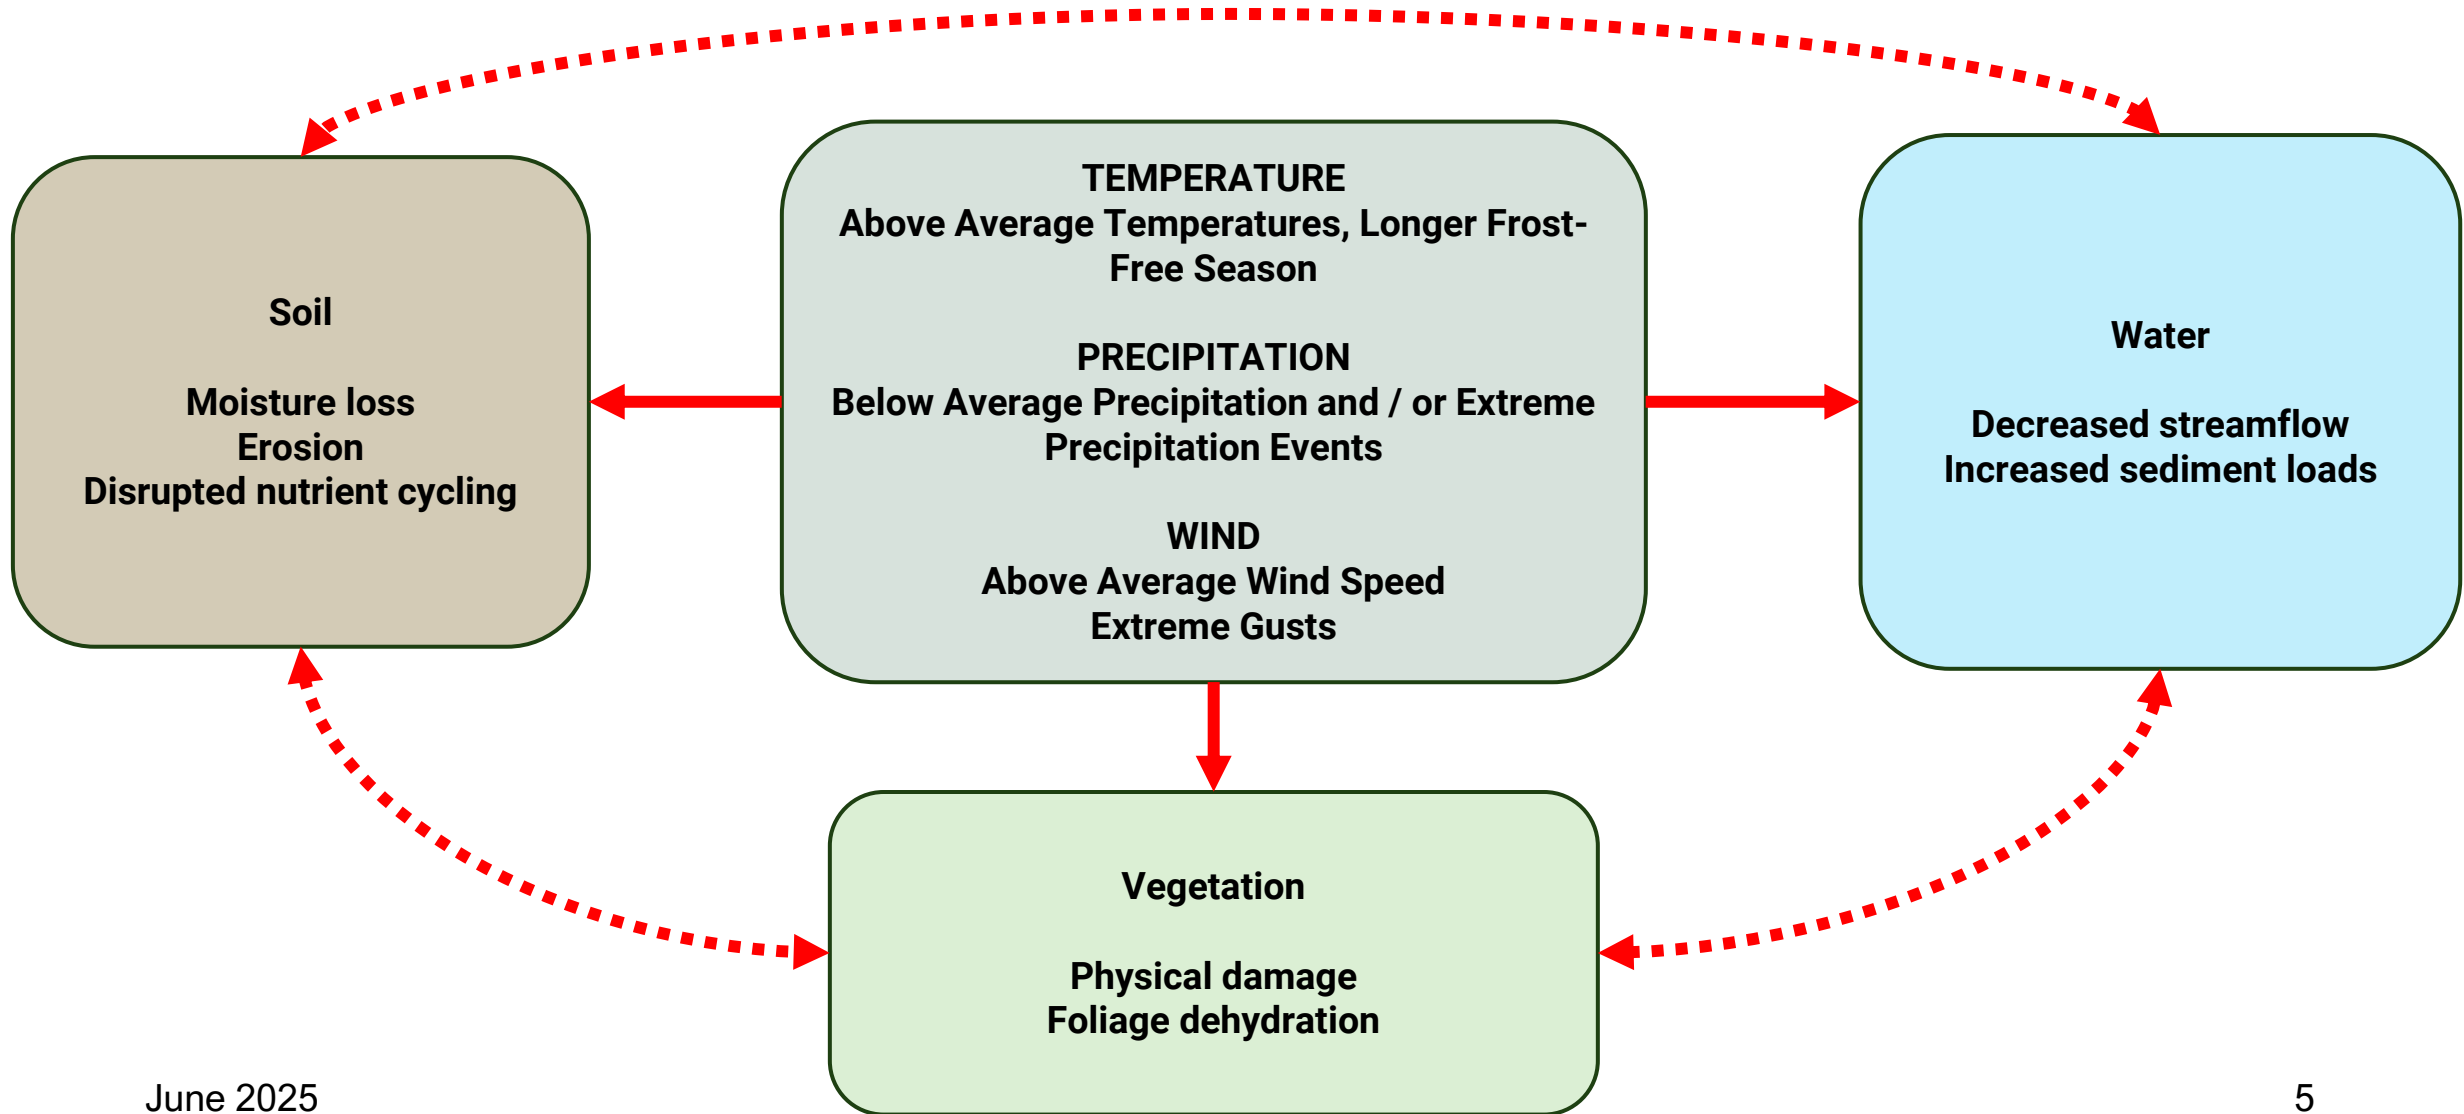 Soil
Moisture loss
Erosion
Disrupted nutrient cycling
TEMPERATURE
Above Average Temperatures, Longer Frost-
Free Season
PRECIPITATION
Below Average Precipitation and / or Extreme
Precipitation Events
WIND
Above Average Wind Speed
Extreme Gusts
Water
Decreased streamflow
Increased sediment loads
Vegetation
Physical damage
Foliage dehydration
June 2025
5